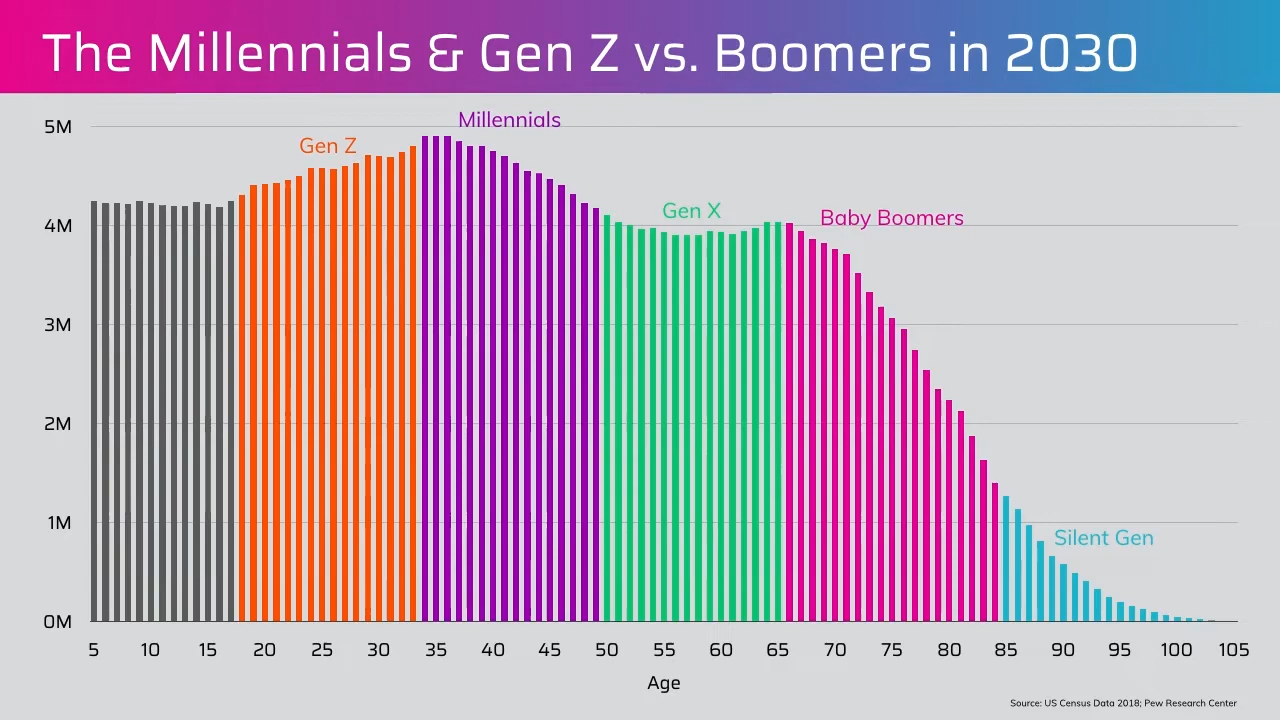 The Millennials & Gen Z vs. Boomers in 2030
Millennials
5M
Gen Z
Gen X
Baby Boomers
4M
3M
2M
1M
Silent Gen
0M
5 10 15 20 25 30 35 40 45 50 55 60 65 70 75 80 85 90 95 100 105
Age
Source: US Census Data 2018; Pew Research Center